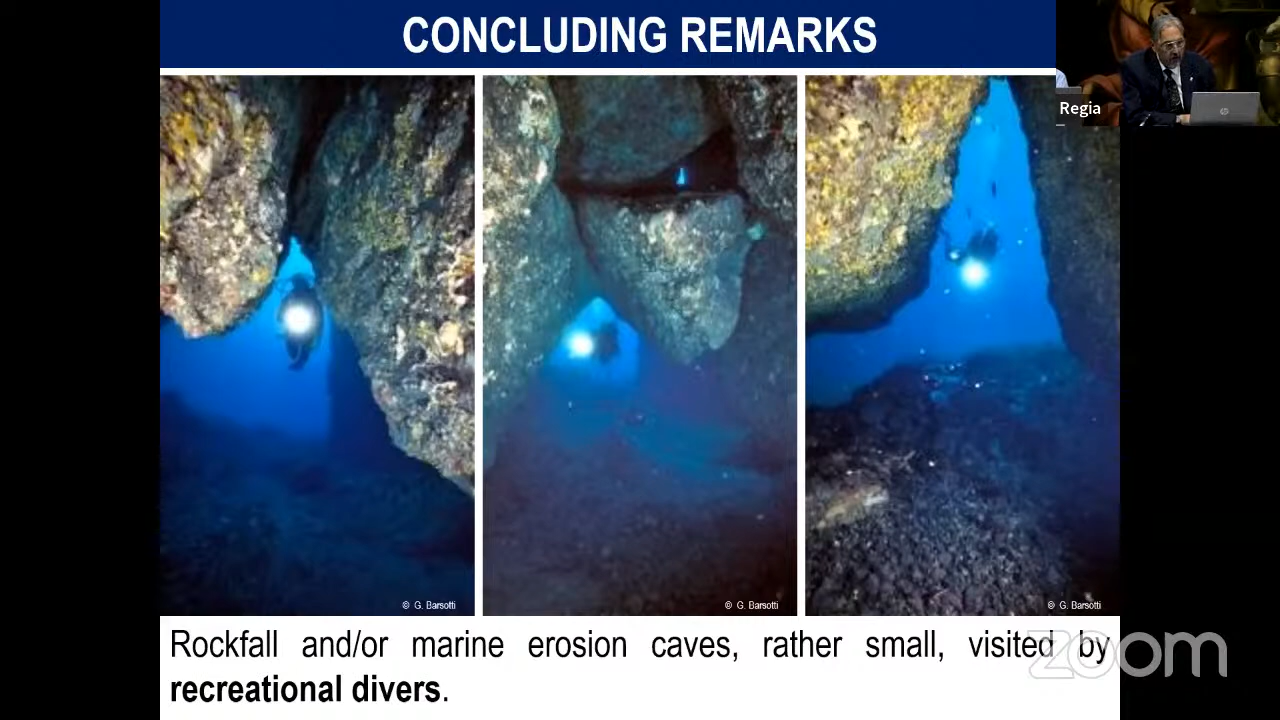 CONCLUDING REMARKS
Regia
© G. Barsotti
© G. Barsotti
© G. Barsotti
Rockfall and/or marine erosion caves, rather small, visited by
recreational divers.
zoom